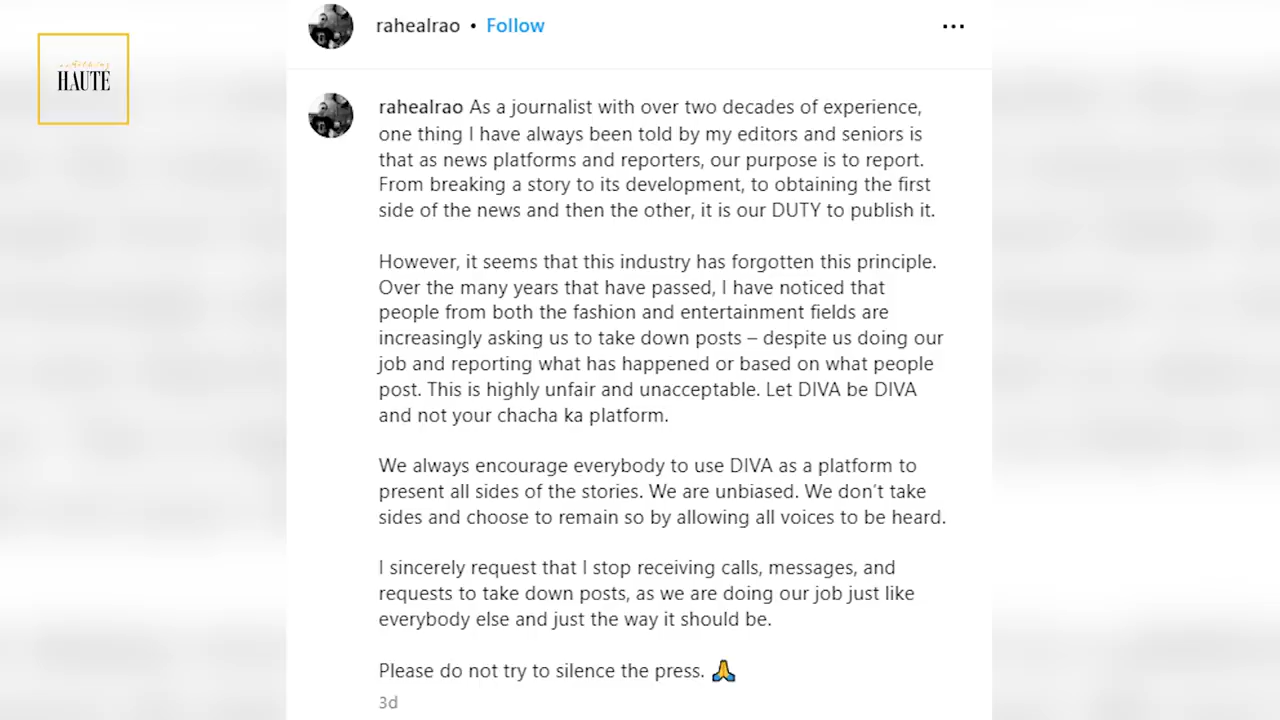 HAUTE
rahealrao • Follow
rahealrao As a journalist with over two decades of experience,
one thing I have always been told by my editors and seniors is
that as news platforms and reporters, our purpose is to report.
From breaking a story to its development, to obtaining the first
side of the news and then the other, it is our DUTY to publish it.
However, it seems that this industry has forgotten this principle.
Over the many years that have passed, I have noticed that
people from both the fashion and entertainment fields are
increasingly asking us to take down posts – despite us doing our
job and reporting what has happened or based on what people
post. This is highly unfair and unacceptable. Let DIVA be DIVA
and not your chacha ka platform.
We always encourage everybody to use DIVA as a platform to
present all sides of the stories. We are unbiased. We don't take
sides and choose to remain so by allowing all voices to be heard.
I sincerely request that I stop receiving calls, messages, and
requests to take down posts, as we are doing our job just like
everybody else and just the way it should be.
Please do not try to silence the press. 🙏
3d